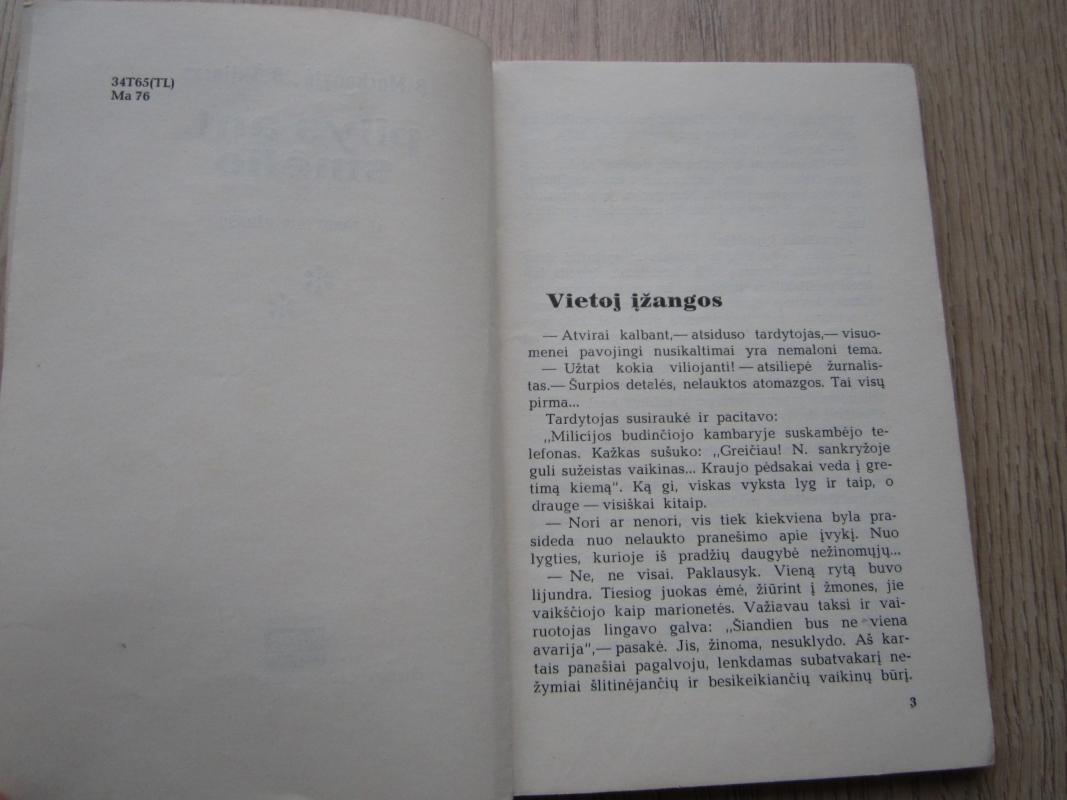 34T65(TL)
Ma 76
Vietoj įžangos
— Atvirai kalbant,— atsiduso tardytojas,— visuo-
menei pavojingi nusikaltimai yra nemaloni tema.
— Užtat kokia viliojanti! — atsiliepė žurnalis-
tas.— Šurpios detalės, nelauktos atomazgos. Tai visų
pirma...
Tardytojas susiraukė ir pacitavo:
„Milicijos budinčiojo kambaryje suskambėjo te-
lefonas. Kažkas sušuko: „Greičiau! N. sankryžoje
guli sužeistas vaikinas... Kraujo pėdsakai veda į gre-
timą kiemą“. Ką gi, viskas vyksta lyg ir taip, o
drauge — visiškai kitaip.
— Nori ar nenori, vis tiek kiekviena byla pra-
sideda nuo nelaukto pranešimo apie įvykį. Nuo
lygties, kurioje iš pradžių daugybė nežinomųjų...
— Ne, ne visai. Paklausyk. Vieną rytą buvo
lijundra. Tiesiog juokas ėmė, žiūrint į žmones, jie
vaikščiojo kaip marionetės. Važiavau taksi ir vai-
ruotojas lingavo galva: „Šiandien bus ne viena
avarija“,— pasakė. Jis, žinoma, nesuklydo. Aš kar-
tais panašiai pagalvoju, lenkdamas subatvakarį ne-
žymiai šlitinėjančių ir besikeikiančių vaikinų būrį.
3